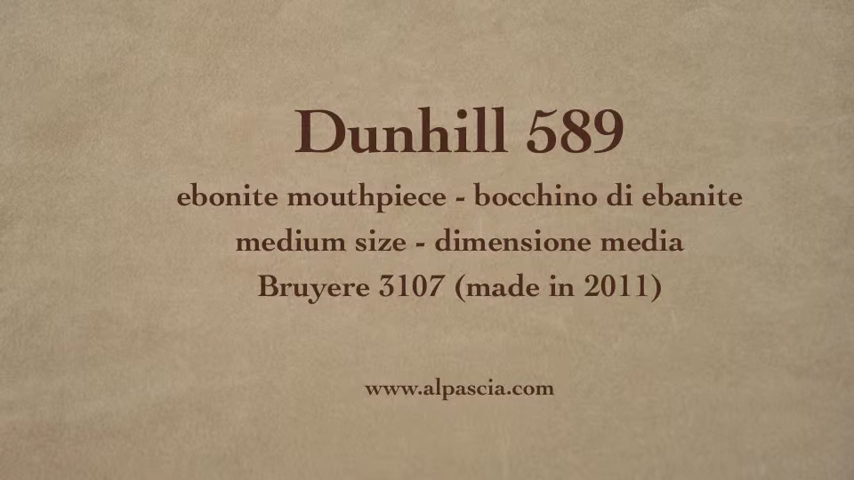 Dunhill 589
ebonite mouthpiece - bocchino di ebanite
medium size - dimensione media
Bruyere 3107 (made in 2011)
www.alpascia.com